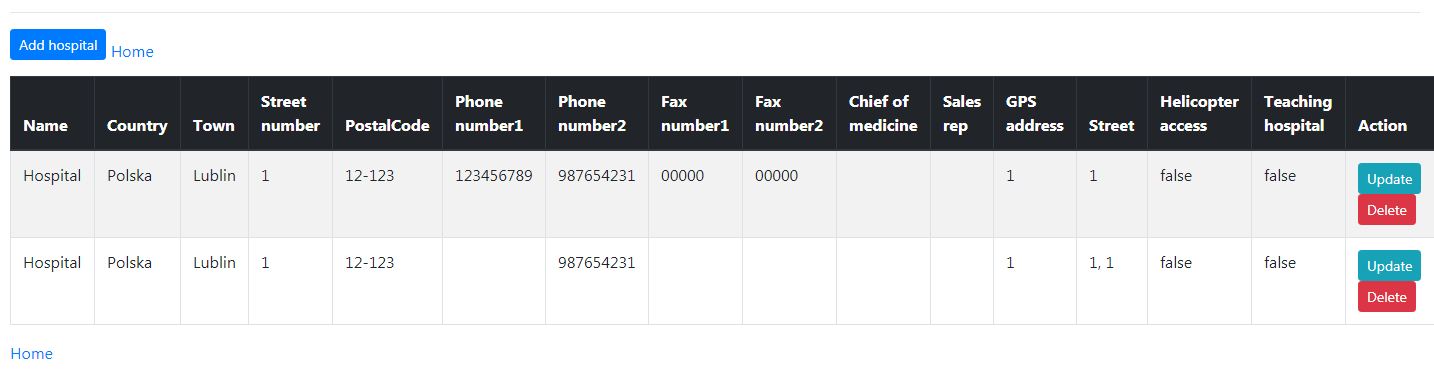 Add hospital Home
Name Country Town Street number PostalCode Phone number1 Phone number2 Fax number1 Fax number2 Chief of medicine Sales rep GPS address Street Helicopter access Teaching hospital Action
Hospital Polska Lublin 1 12-123 123456789 987654231 00000 00000 1 1 false false Update
Delete
Hospital Polska Lublin 1 12-123 987654231 1 1, 1 false false Update
Delete
Home